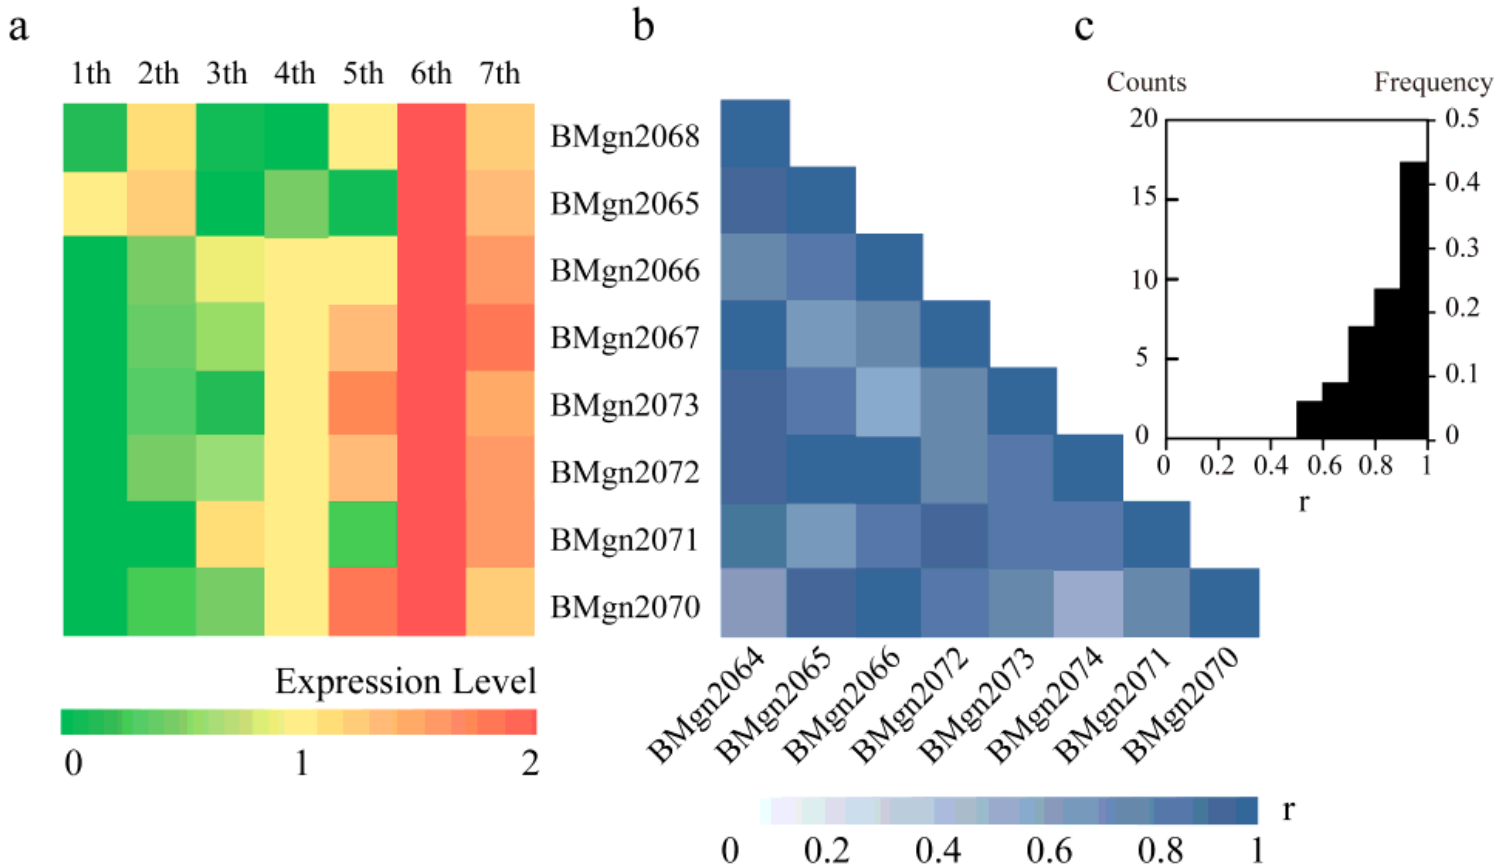 a
1th 2th 3th 4th 5th 6th 7th
BMgn2068
BMgn2065
BMgn2066
BMgn2067
BMgn2073
BMgn2072
BMgn2071
BMgn2070
Expression Level
0 1 2
b
BMgn2064 BMgn2065 BMgn2066 BMgn2072 BMgn2073 BMgn2074 BMgn2071 BMgn2070
r
0 0.2 0.4 0.6 0.8 1
c
Counts Frequency
20 0.5
15 0.4
10 0.3
5 0.2
0 0.1
0
0 0.2 0.4 0.6 0.8 1
r